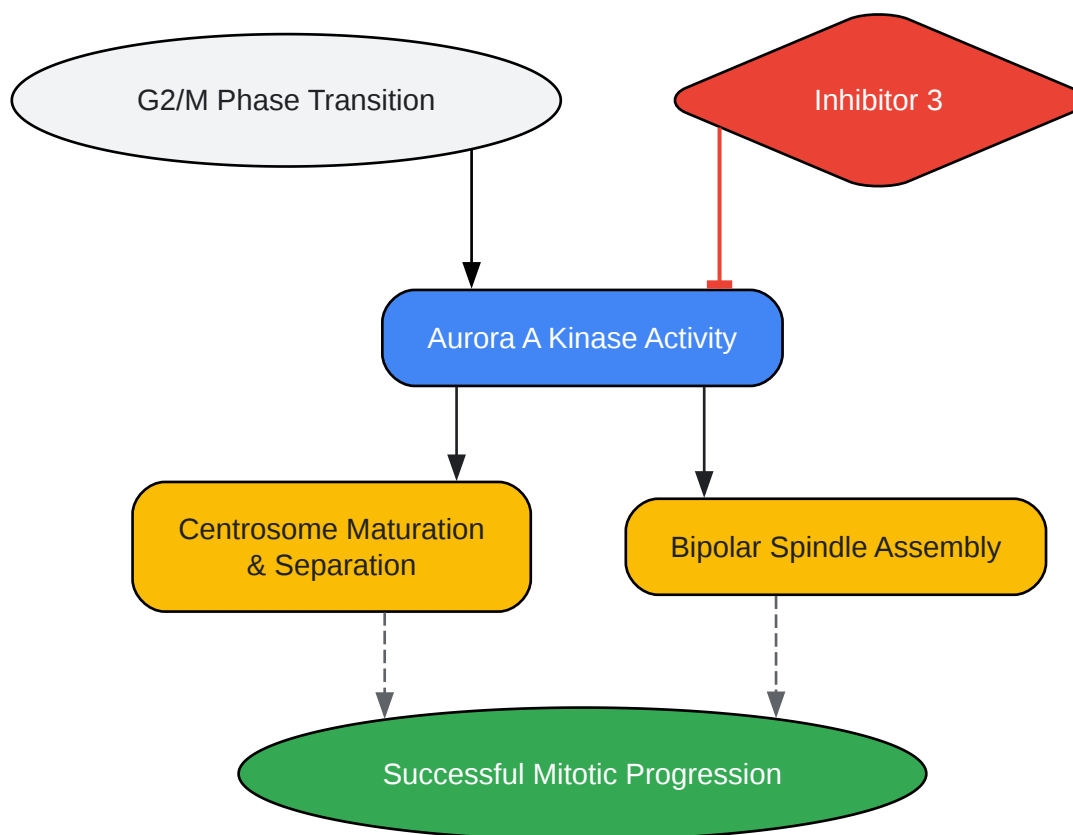 G2/M Phase Transition
Inhibitor 3
Aurora A Kinase Activity
Centrosome Maturation
& Separation
Bipolar Spindle Assembly
Successful Mitotic Progression